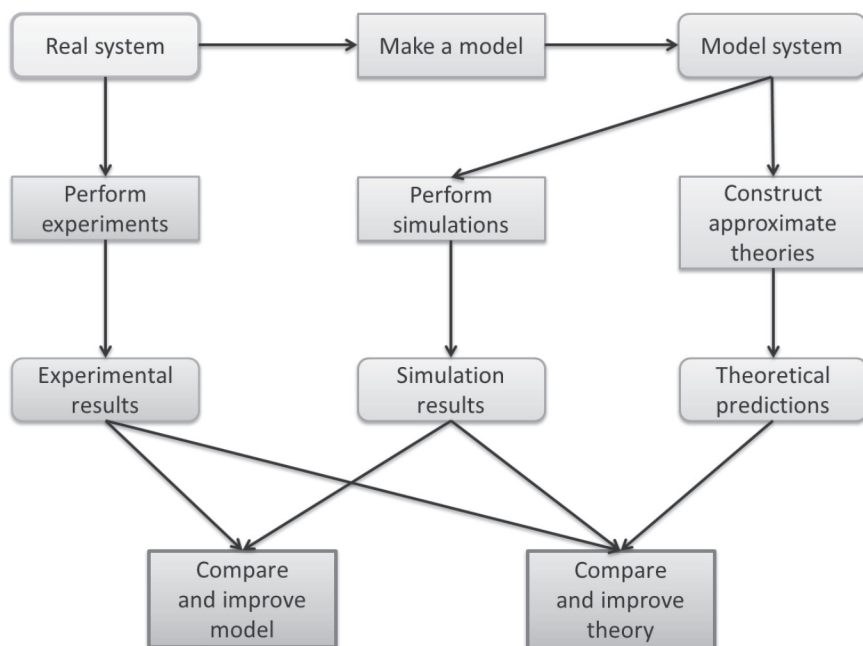 Real system
Make a model
Model system
Perform
experiments
Perform
simulations
Construct
approximate
theories
Experimental
results
Simulation
results
Theoretical
predictions
Compare
and improve
model
Compare
and improve
theory